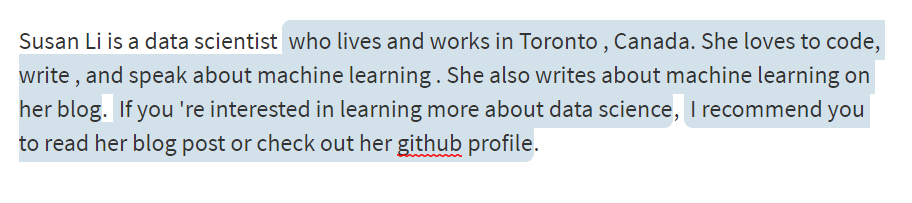 Susan Li is a data scientist who lives and works in Toronto , Canada. She loves to code,
write , and speak about machine learning . She also writes about machine learning on
her blog. If you 're interested in learning more about data science, I recommend you
to read her blog post or check out her github profile.